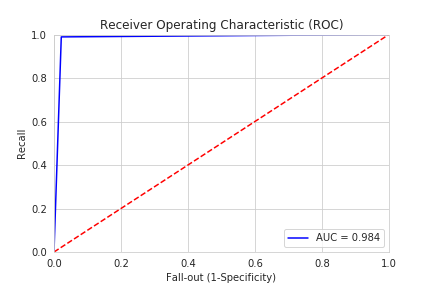 Receiver Operating Characteristic (ROC)
1.0
0.8
0.6
0.4
0.2
0.0
Recall
0.0 0.2 0.4 0.6 0.8 1.0
Fall-out (1-Specificity)
AUC = 0.984